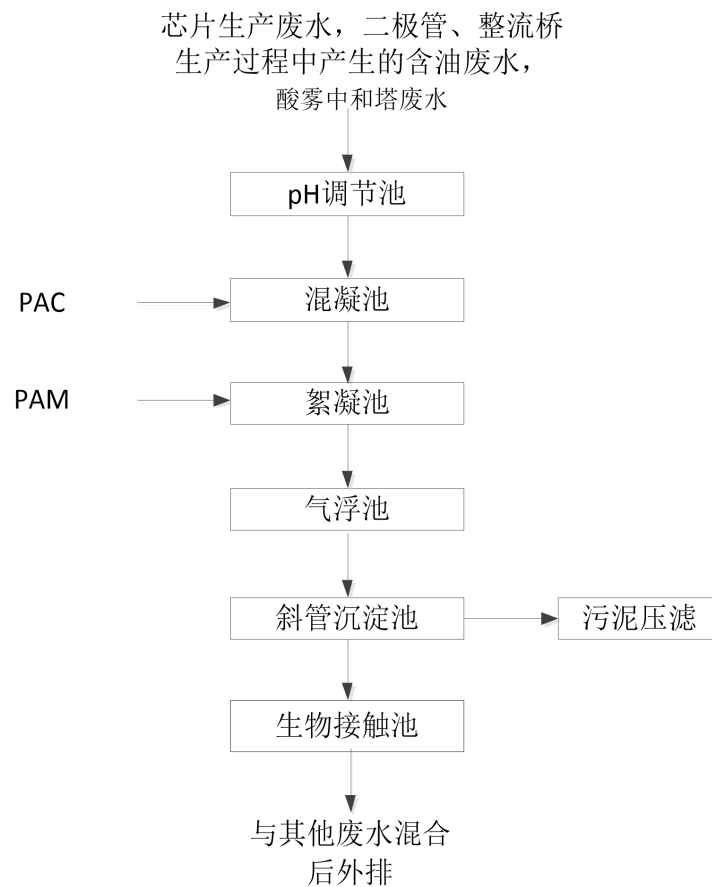 芯片生产废水，二极管、整流桥
生产过程中产生的含油废水，
酸雾中和塔废水
pH调节池
PAC
混凝池
PAM
絮凝池
气浮池
斜管沉淀池
污泥压滤
生物接触池
与其他废水混合
后外排